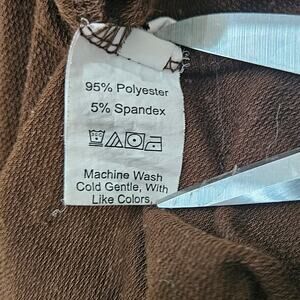 95% Polyester
5% Spandex
Machine Wash
Cold Gentle, With
Like Colors,